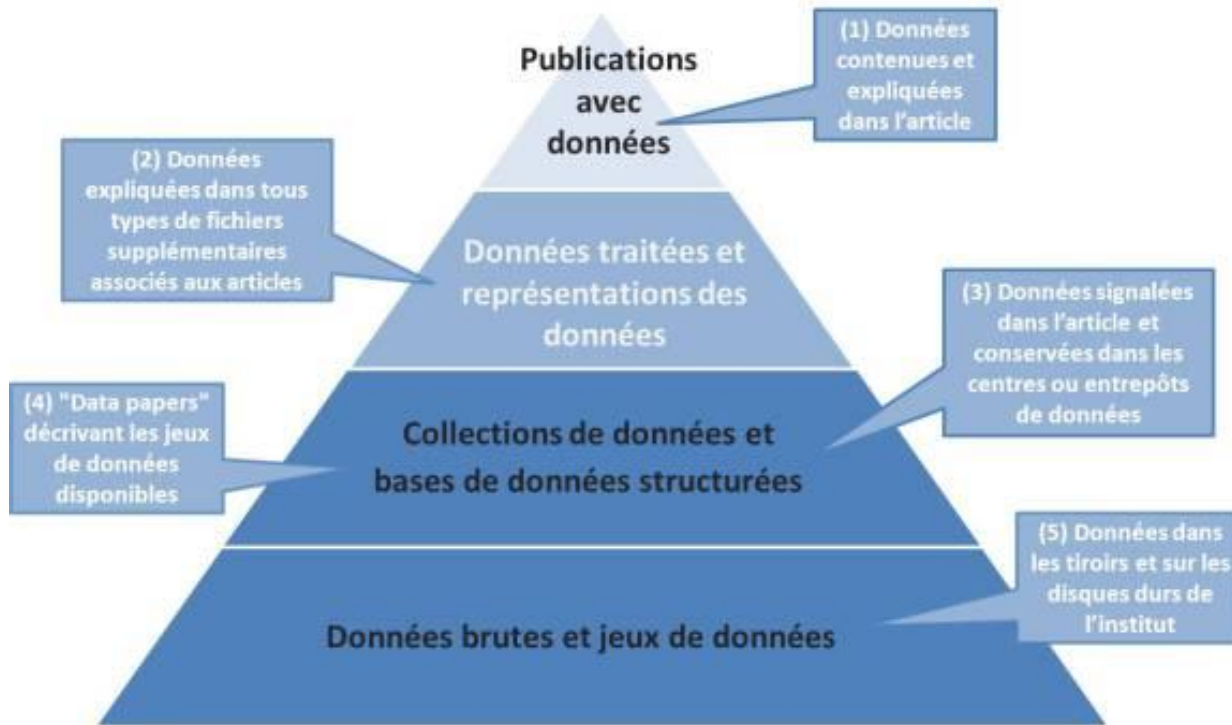 Publications
avec
données
(1) Données
contenues et
expliquées
dans l'article
(2) Données
expliquées dans tous
types de fichiers
supplémentaires
associés aux articles
Données traitées et
représentations des
données
(3) Données signalées
dans l'article et
conservées dans les
centres ou entrepôts
de données
(4) "Data papers"
décrivant les jeux
de données
disponibles
Collections de données et
bases de données structurées
(5) Données dans
les tiroirs et sur les
disques durs de
l'institut
Données brutes et jeux de données